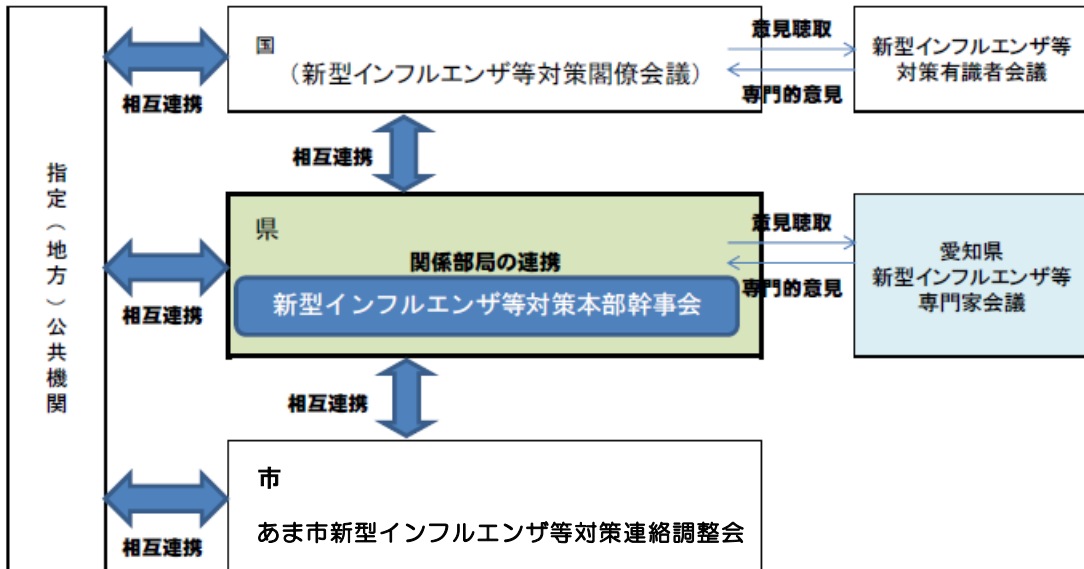 指定（地方）公共機関
相互連携
国
（新型インフルエンザ等対策閣僚会議）
意見聴取
専門的意見
新型インフルエンザ等
対策有識者会議
相互連携
相互連携
県
関係部局の連携
新型インフルエンザ等対策本部幹事会
意見聴取
専門的意見
愛知県
新型インフルエンザ等
専門家会議
相互連携
相互連携
市
あま市新型インフルエンザ等対策連絡調整会